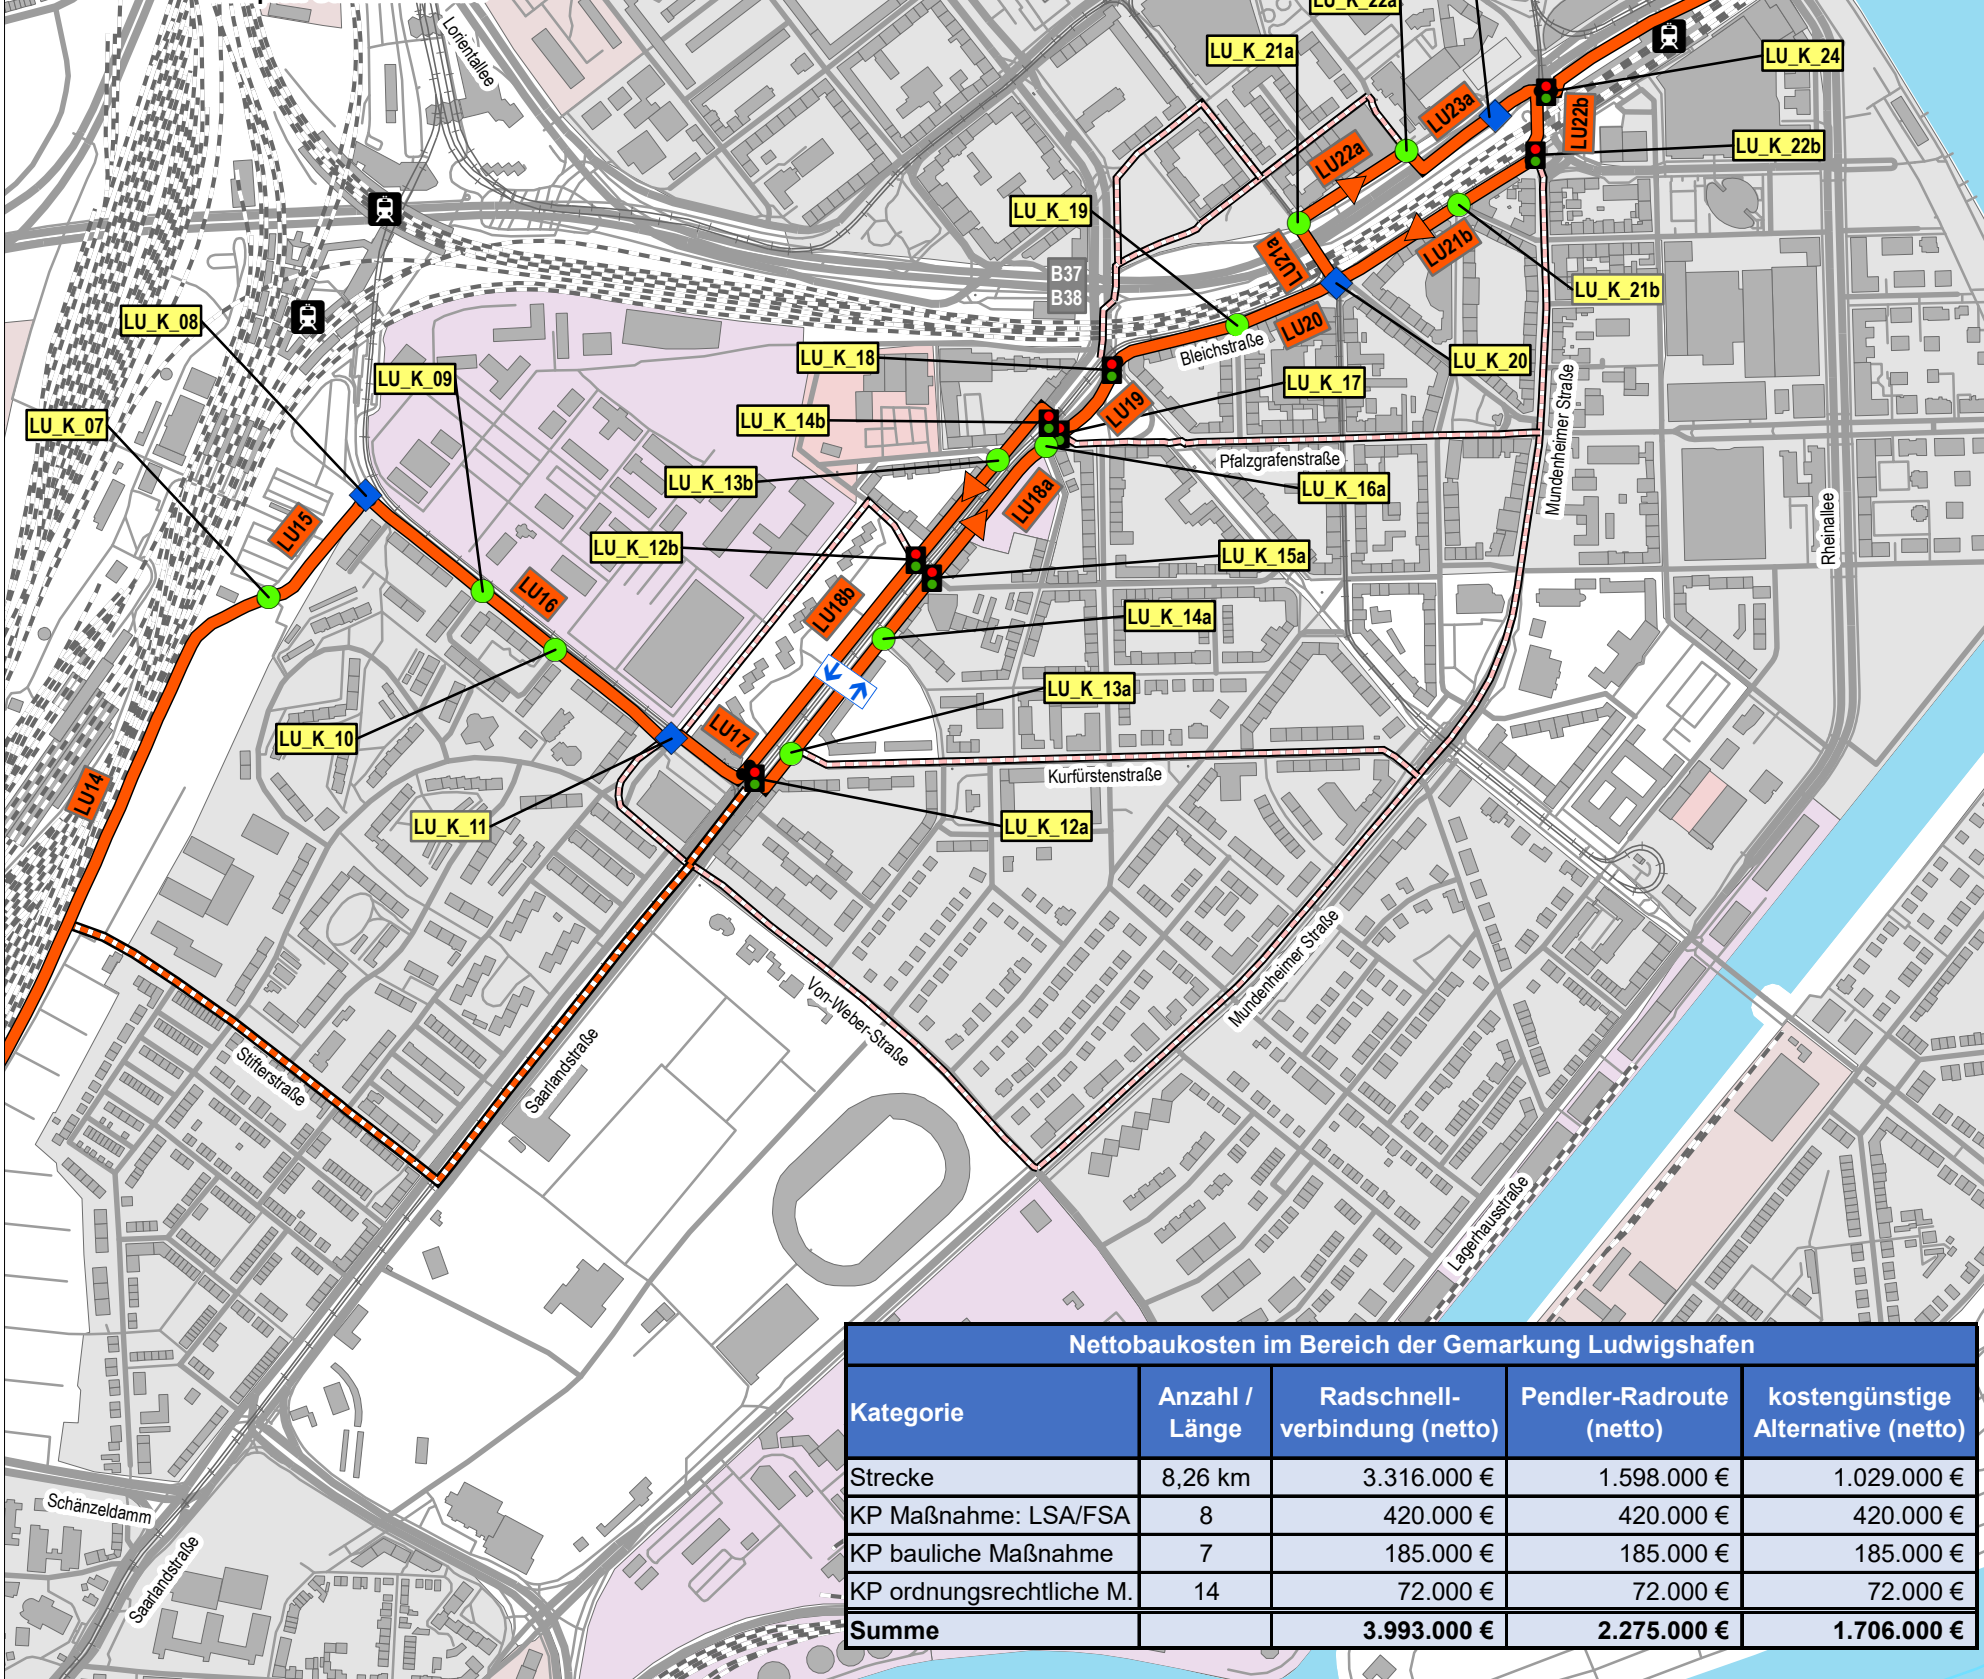 LU_K_22a
Lorientallee
LU_K_21a
LU_K_24
LU23a
LU22b
LU22a
LU_K_22b
LU_K_19
LU21a
LU21b
B37
B38
LU_K_21b
LU_K_08
LU20
Bleichstraße
LU_K_18
LU_K_20
LU_K_09
LU_K_17
LU19
LU_K_14b
LU_K_07
Mundenheimer Straße
Pfalzgrafenstraße
LU_K_13b
LU_K_16a
LU18a
Rheinallee
LU15
LU_K_12b
LU_K_15a
LU16
LU18b
LU_K_14a
LU_K_13a
LU17
LU_K_10
Kurfürstenstraße
LU14
LU_K_11
LU_K_12a
Mundenheimer Straße
Von-Weber-Straße
Stifterstraße
Saarlandstraße
Lagerhausstraße
Schänzeldamm
Saarlandstraße
Nettobaukosten im Bereich der Gemarkung Ludwigshafen
Kategorie Anzahl / Länge Radschnell-verbindung (netto) Pendler-Radroute (netto) kostengünstige Alternative (netto)
Strecke 8,26 km 3.316.000 € 1.598.000 € 1.029.000 €
KP Maßnahme: LSA/FSA 8 420.000 € 420.000 € 420.000 €
KP bauliche Maßnahme 7 185.000 € 185.000 € 185.000 €
KP ordnungsrechtliche M. 14 72.000 € 72.000 € 72.000 €
Summe 3.993.000 € 2.275.000 € 1.706.000 €